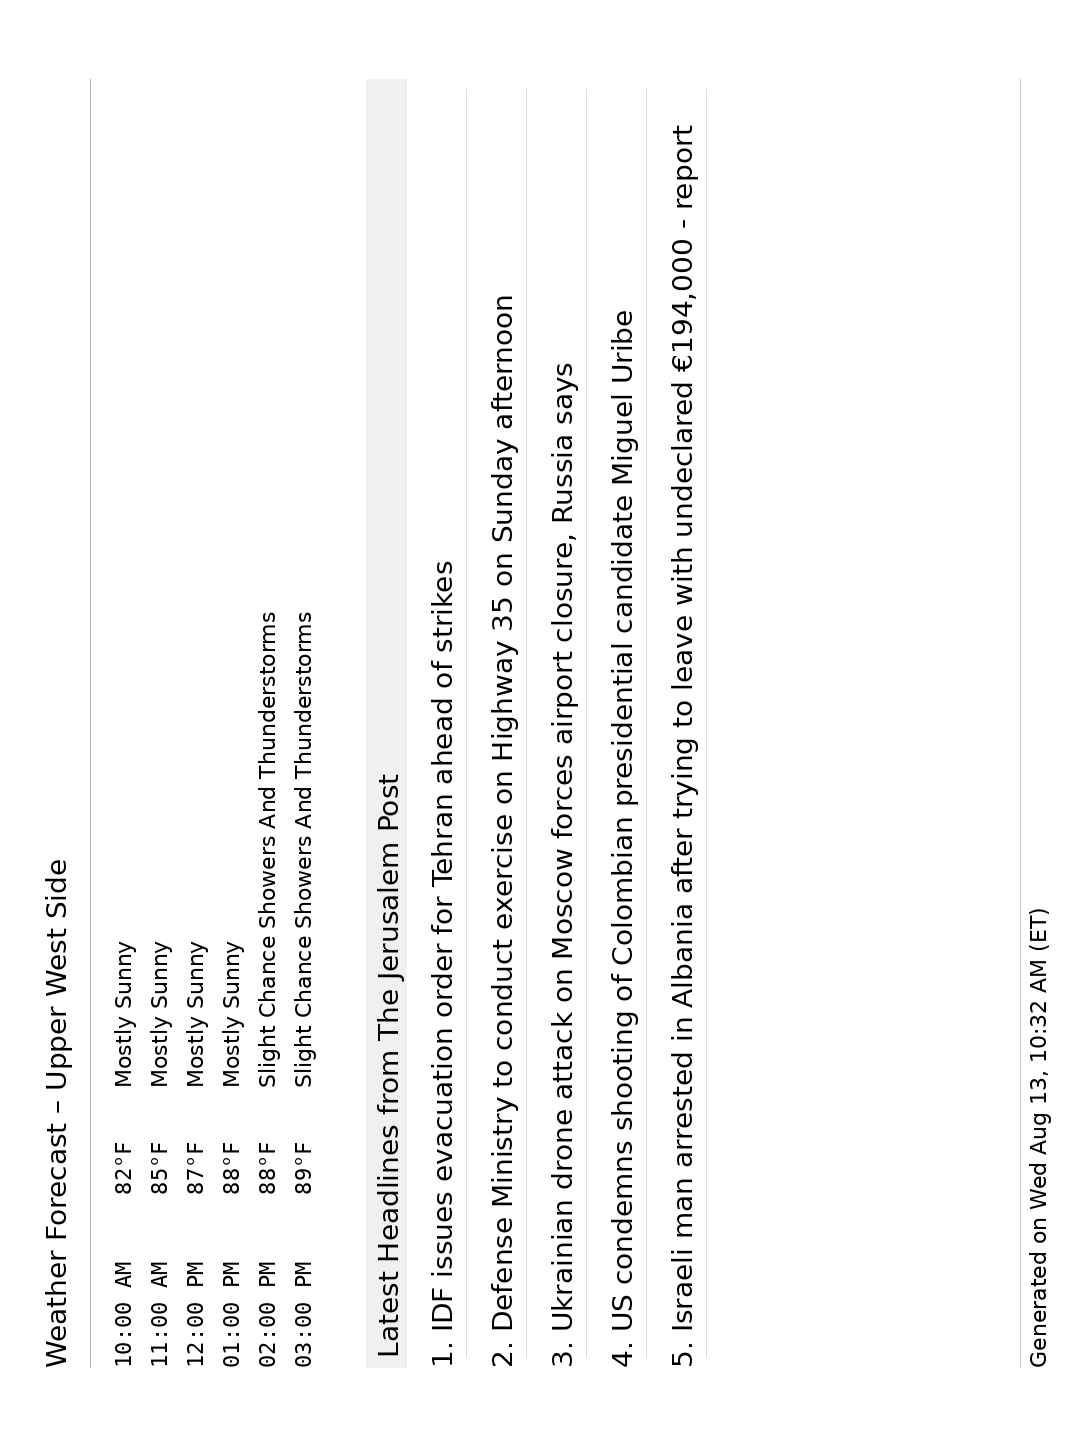 Weather Forecast – Upper West Side
10:00 AM 82°F Mostly Sunny
11:00 AM 85°F Mostly Sunny
12:00 PM 87°F Mostly Sunny
01:00 PM 88°F Mostly Sunny
02:00 PM 88°F Slight Chance Showers And Thunderstorms
03:00 PM 89°F Slight Chance Showers And Thunderstorms
Latest Headlines from The Jerusalem Post
1. IDF issues evacuation order for Tehran ahead of strikes
2. Defense Ministry to conduct exercise on Highway 35 on Sunday afternoon
3. Ukrainian drone attack on Moscow forces airport closure, Russia says
4. US condemns shooting of Colombian presidential candidate Miguel Uribe
5. Israeli man arrested in Albania after trying to leave with undeclared €194,000 - report
Generated on Wed Aug 13, 10:32 AM (ET)